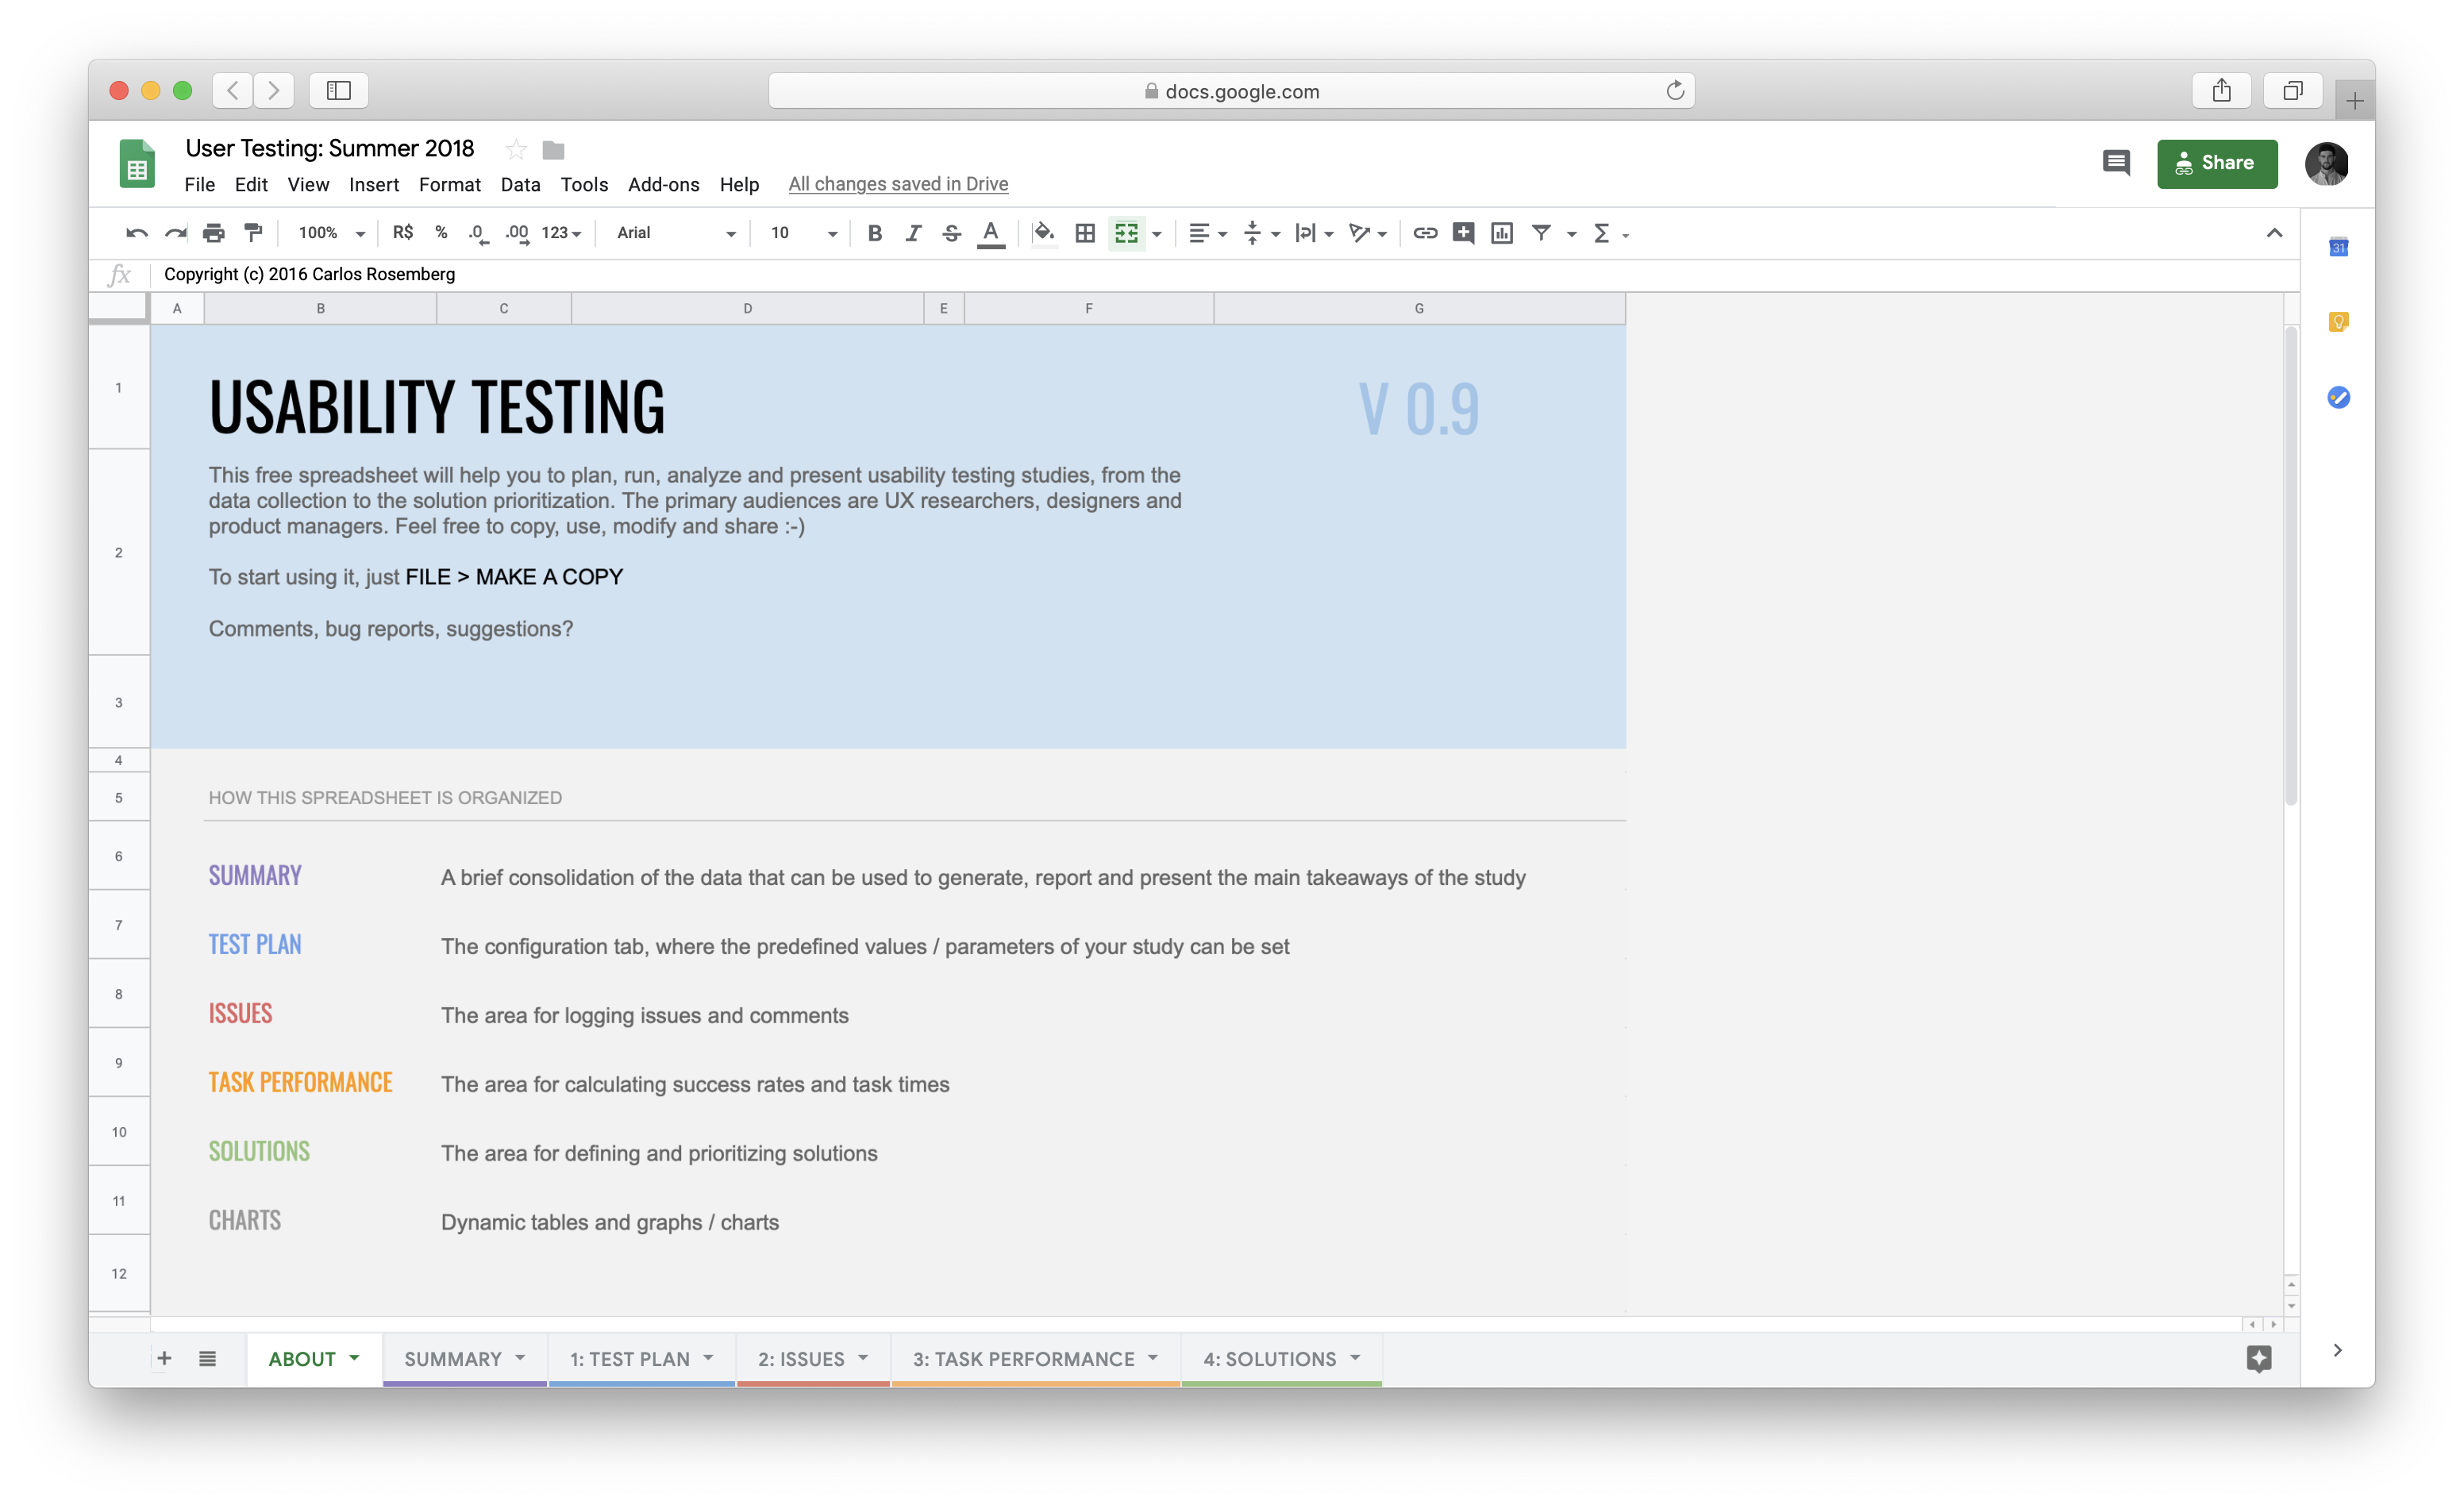 docs.google.com
User Testing: Summer 2018
File Edit View Insert Format Data Tools Add-ons Help All changes saved in Drive
Share
100% R$ % .0 .00 123 Arial 10 B I S A Σ
31
fx Copyright (c) 2016 Carlos Rosemberg
A B C D E F G
1
USABILITY TESTING V 0.9
2
This free spreadsheet will help you to plan, run, analyze and present usability testing studies, from the
data collection to the solution prioritization. The primary audiences are UX researchers, designers and
product managers. Feel free to copy, use, modify and share :-)
To start using it, just FILE > MAKE A COPY
Comments, bug reports, suggestions?
3
4
5 HOW THIS SPREADSHEET IS ORGANIZED
6 SUMMARY A brief consolidation of the data that can be used to generate, report and present the main takeaways of the study
7 TEST PLAN The configuration tab, where the predefined values / parameters of your study can be set
8 ISSUES The area for logging issues and comments
9 TASK PERFORMANCE The area for calculating success rates and task times
10 SOLUTIONS The area for defining and prioritizing solutions
11 CHARTS Dynamic tables and graphs / charts
12
ABOUT SUMMARY 1: TEST PLAN 2: ISSUES 3: TASK PERFORMANCE 4: SOLUTIONS